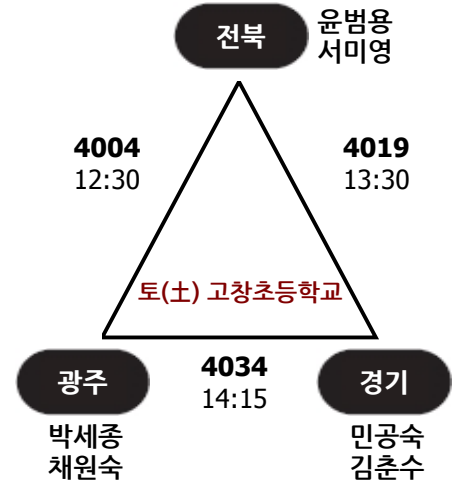 전북
윤범용
서미영
4004
12:30
4019
13:30
토(土) 고창초등학교
광주
4034
14:15
경기
박세종
채원숙
민공숙
김춘수